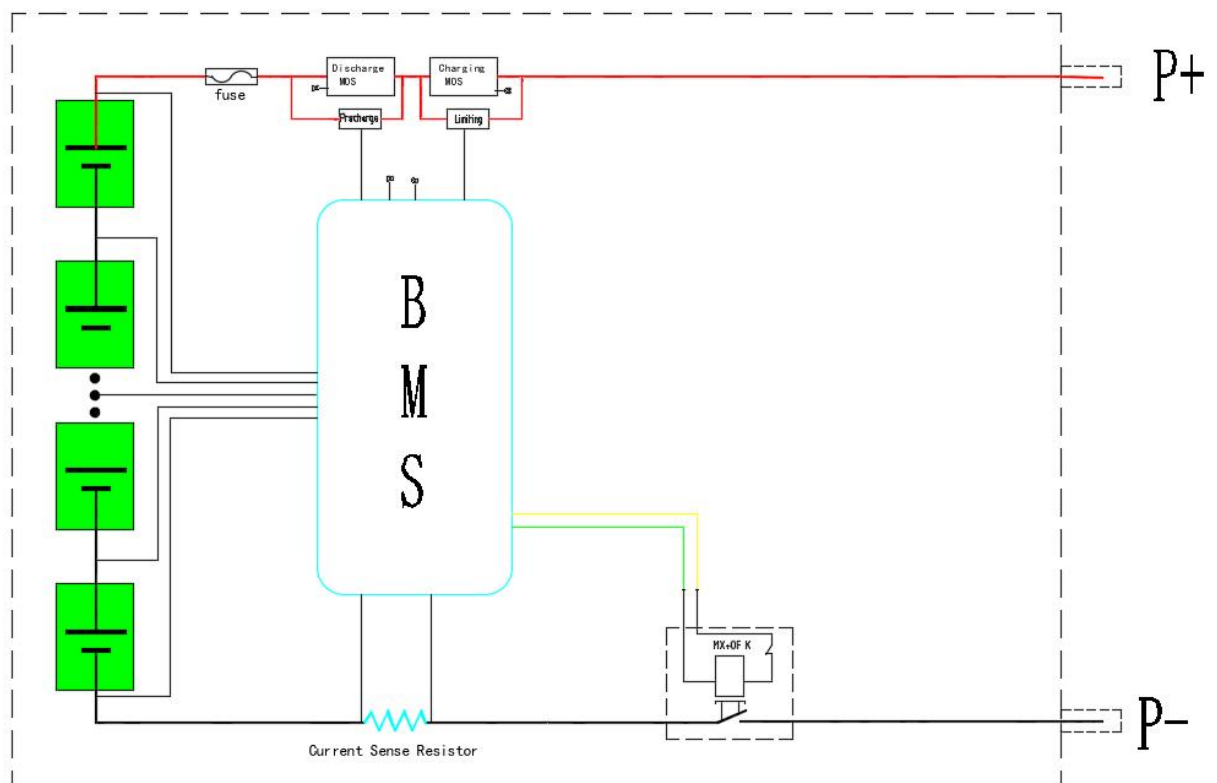 Discharge
MOS
Charging
MOS
P+
fuse
Precharge
Limiting
B
M
S
MX+OF K
P-
Current Sense Resistor